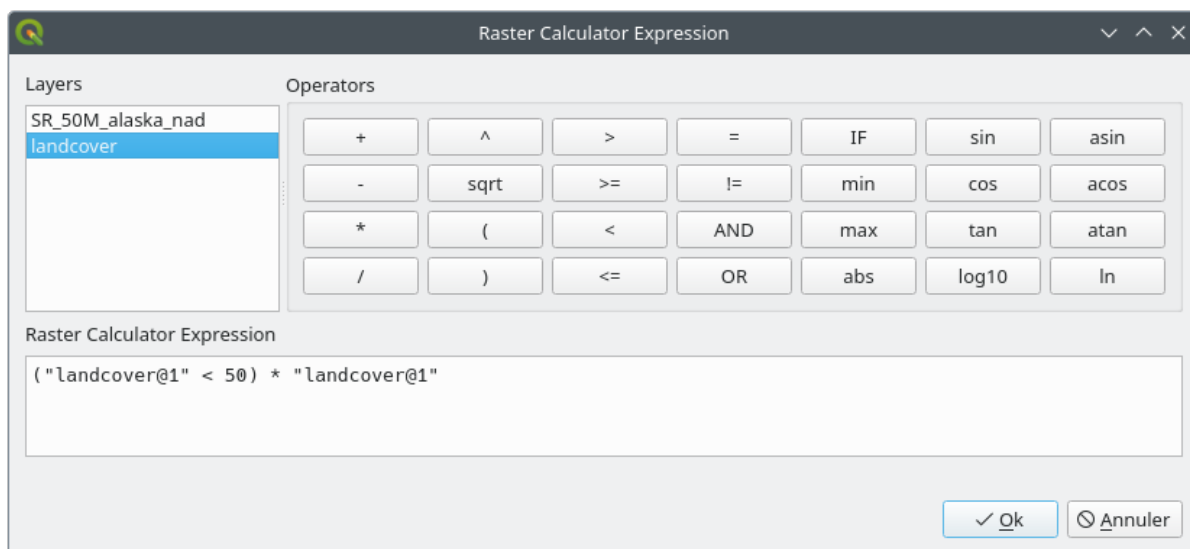 Raster Calculator Expression
Layers
Operators
SR_50M_alaska_nad
landcover
+ ^ > = IF sin asin
- sqrt >= != min cos acos
* ( < AND max tan atan
/ ) <= OR abs log10 ln
Raster Calculator Expression
("landcover@1" < 50) * "landcover@1"
Ok Annuler